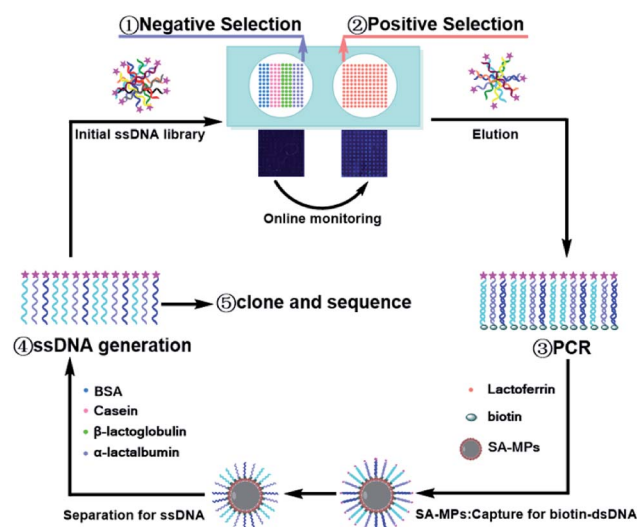 ①Negative Selection
②Positive Selection
Initial ssDNA library
Elution
Online monitoring
⑤clone and sequence
④ssDNA generation
③PCR
BSA
Casein
β-lactoglobulin
α-lactalbumin
Lactoferrin
biotin
SA-MPs
Separation for ssDNA
SA-MPs:Capture for biotin-dsDNA